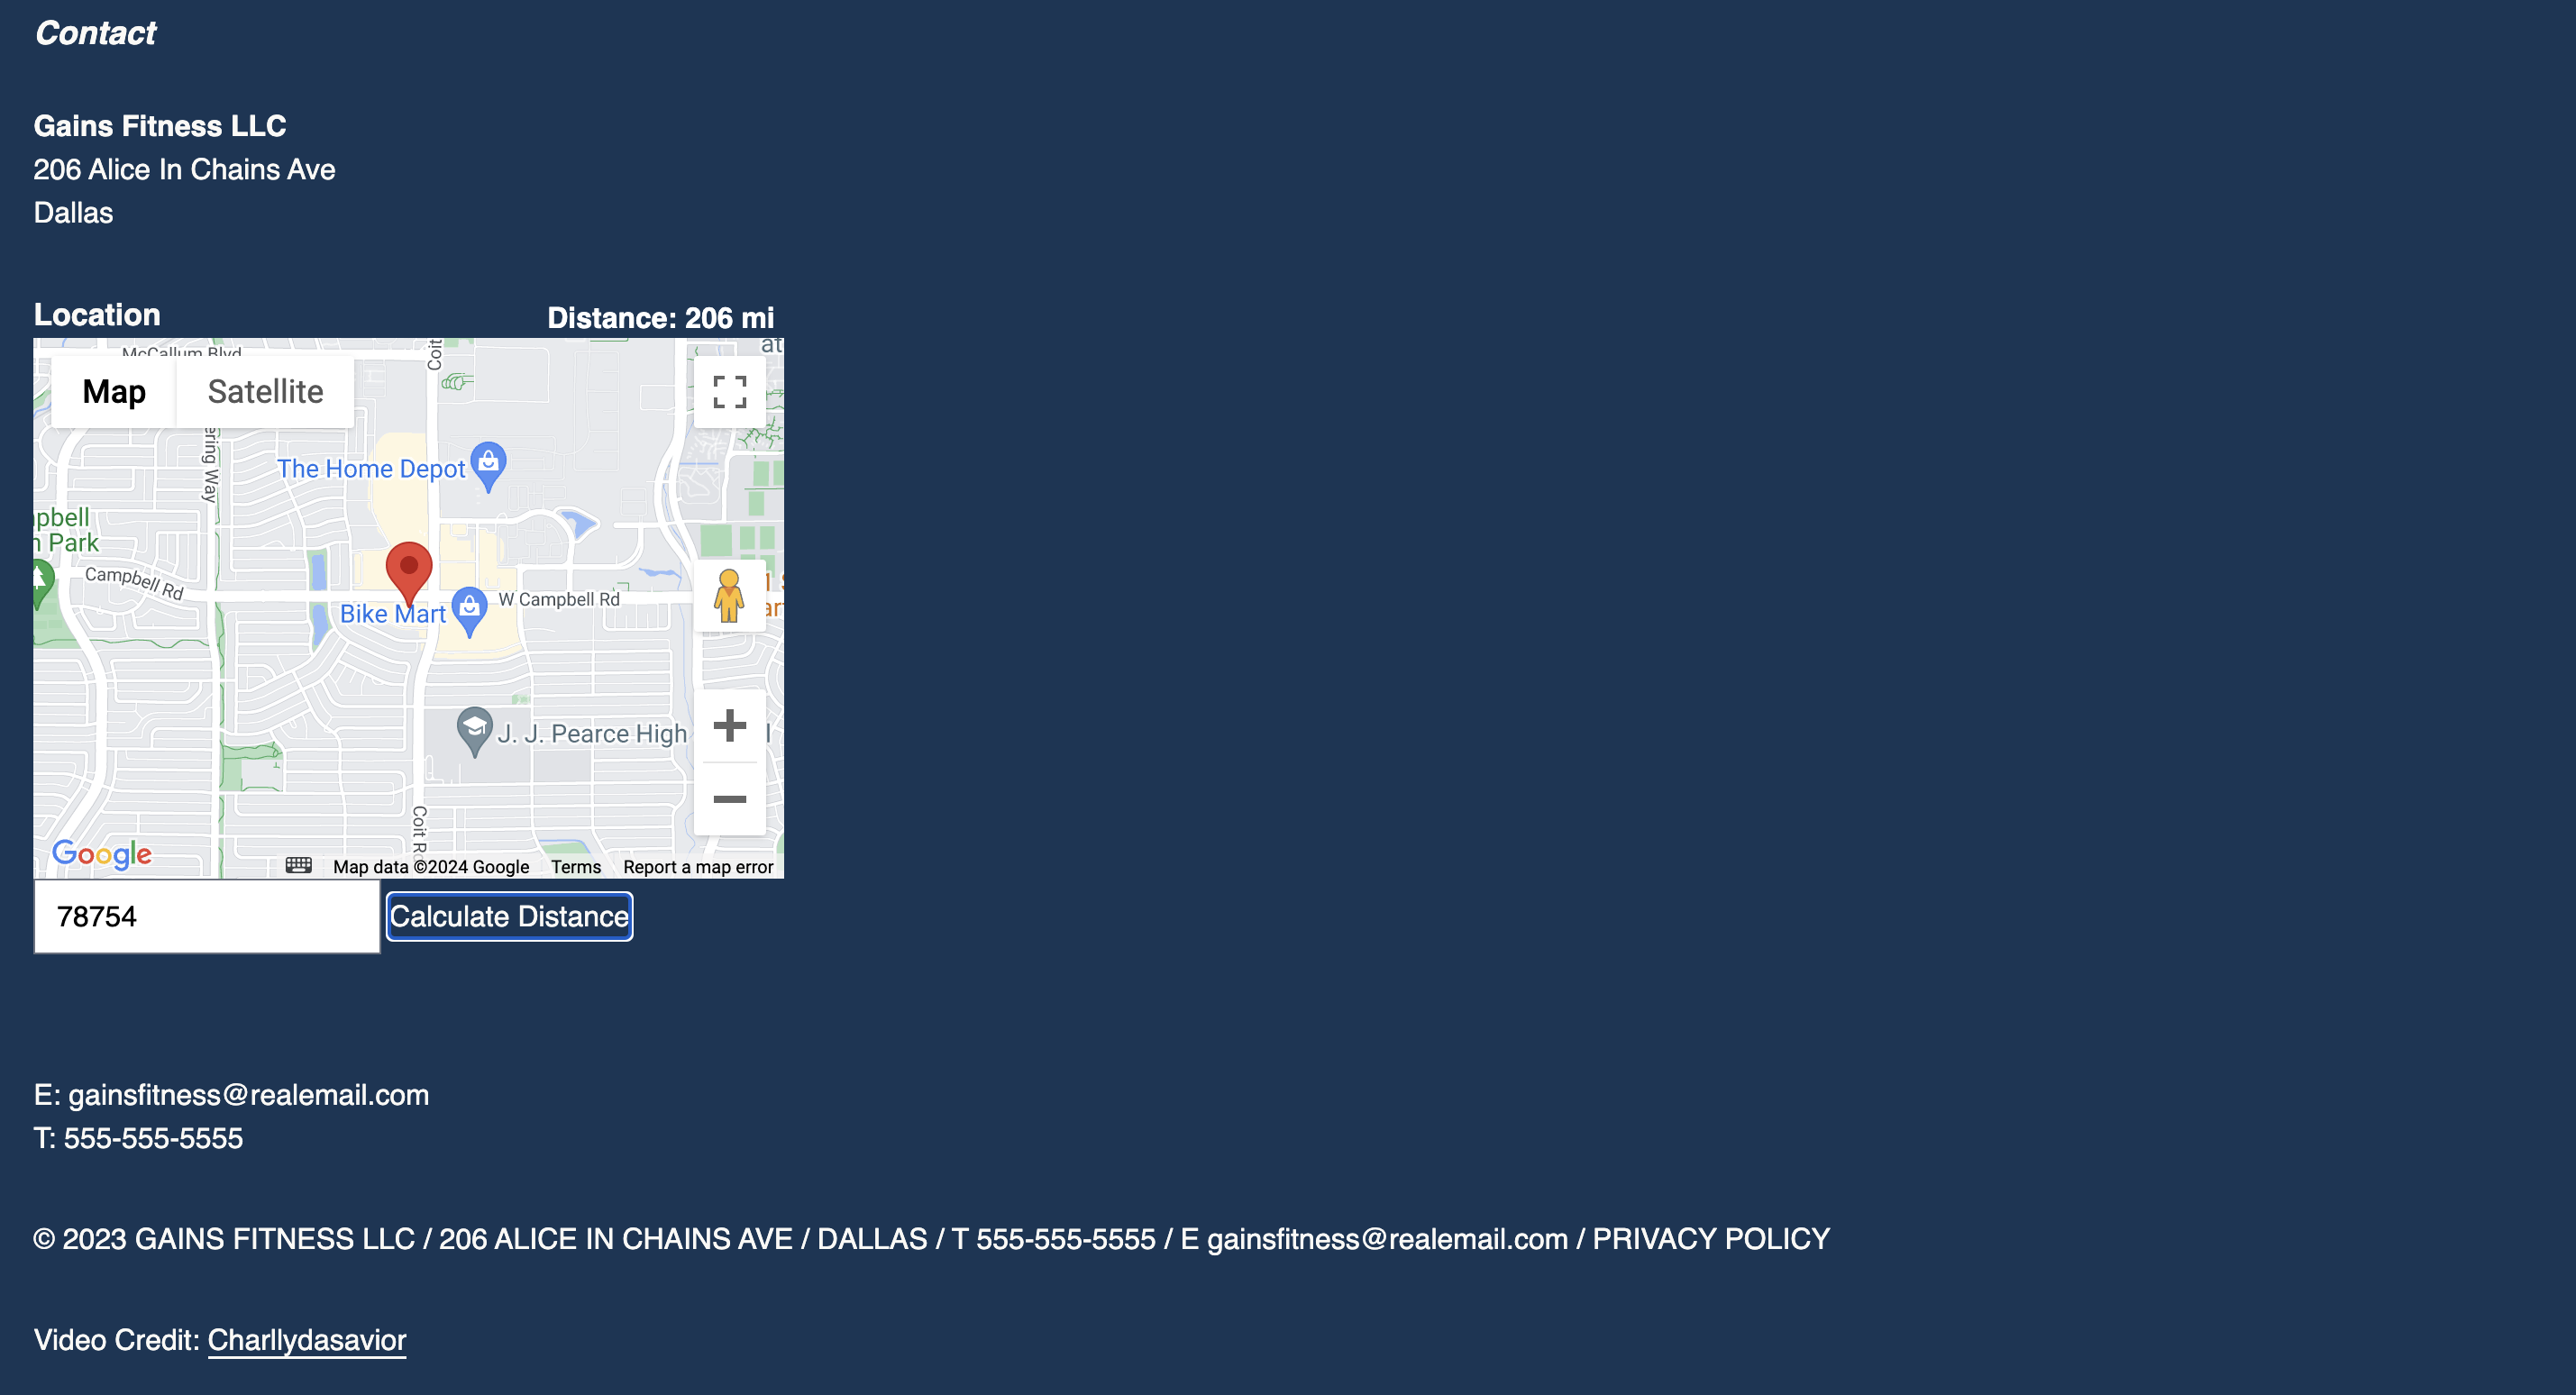 Contact
Gains Fitness LLC
206 Alice In Chains Ave
Dallas
Location
Distance: 206 mi
at
McCallum Blvd
Coit
Map
Satellite
ering Way
The Home Depot
pbell
n Park
Campbell Rd
W Campbell Rd
Bike Mart
J. J. Pearce High
l
Coit Rd
Google
Map data ©2024 Google
Terms
Report a map error
78754
Calculate Distance
E: gainsfitness@realemail.com
T: 555-555-5555
© 2023 GAINS FITNESS LLC / 206 ALICE IN CHAINS AVE / DALLAS / T 555-555-5555 / E gainsfitness@realemail.com / PRIVACY POLICY
Video Credit: Charllydasavior